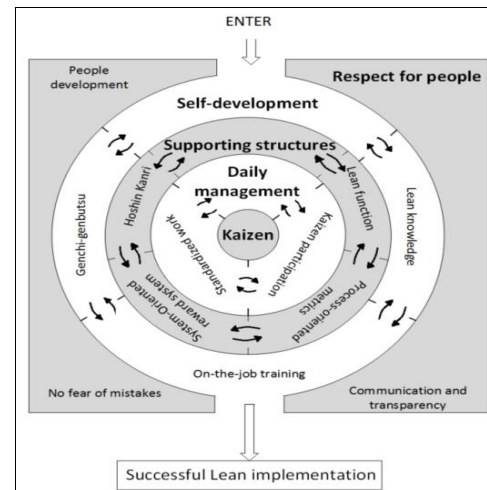 ENTER
People
development
Respect for people
Self-development
Supporting structures
Daily
management
Hoshin Kanri
Lean function
Genchi-genbutsu
Lean knowledge
Kaizen
Standardized work
Kaizen participation
System-Oriented
reward system
Process-oriented
metrics
On-the-job training
No fear of mistakes
Communication and
transparency
Successful Lean implementation